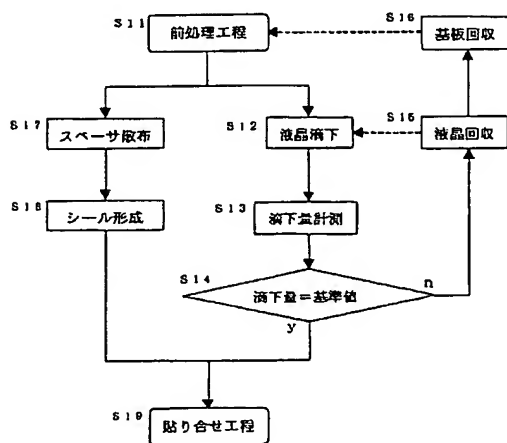 S11
前処理工程
S16
基板回収
S17
スペーサ散布
S12
液晶滴下
S15
液晶回収
S18
シール形成
S13
滴下量計測
S14
滴下量=基準値
n
y
S19
貼り合せ工程